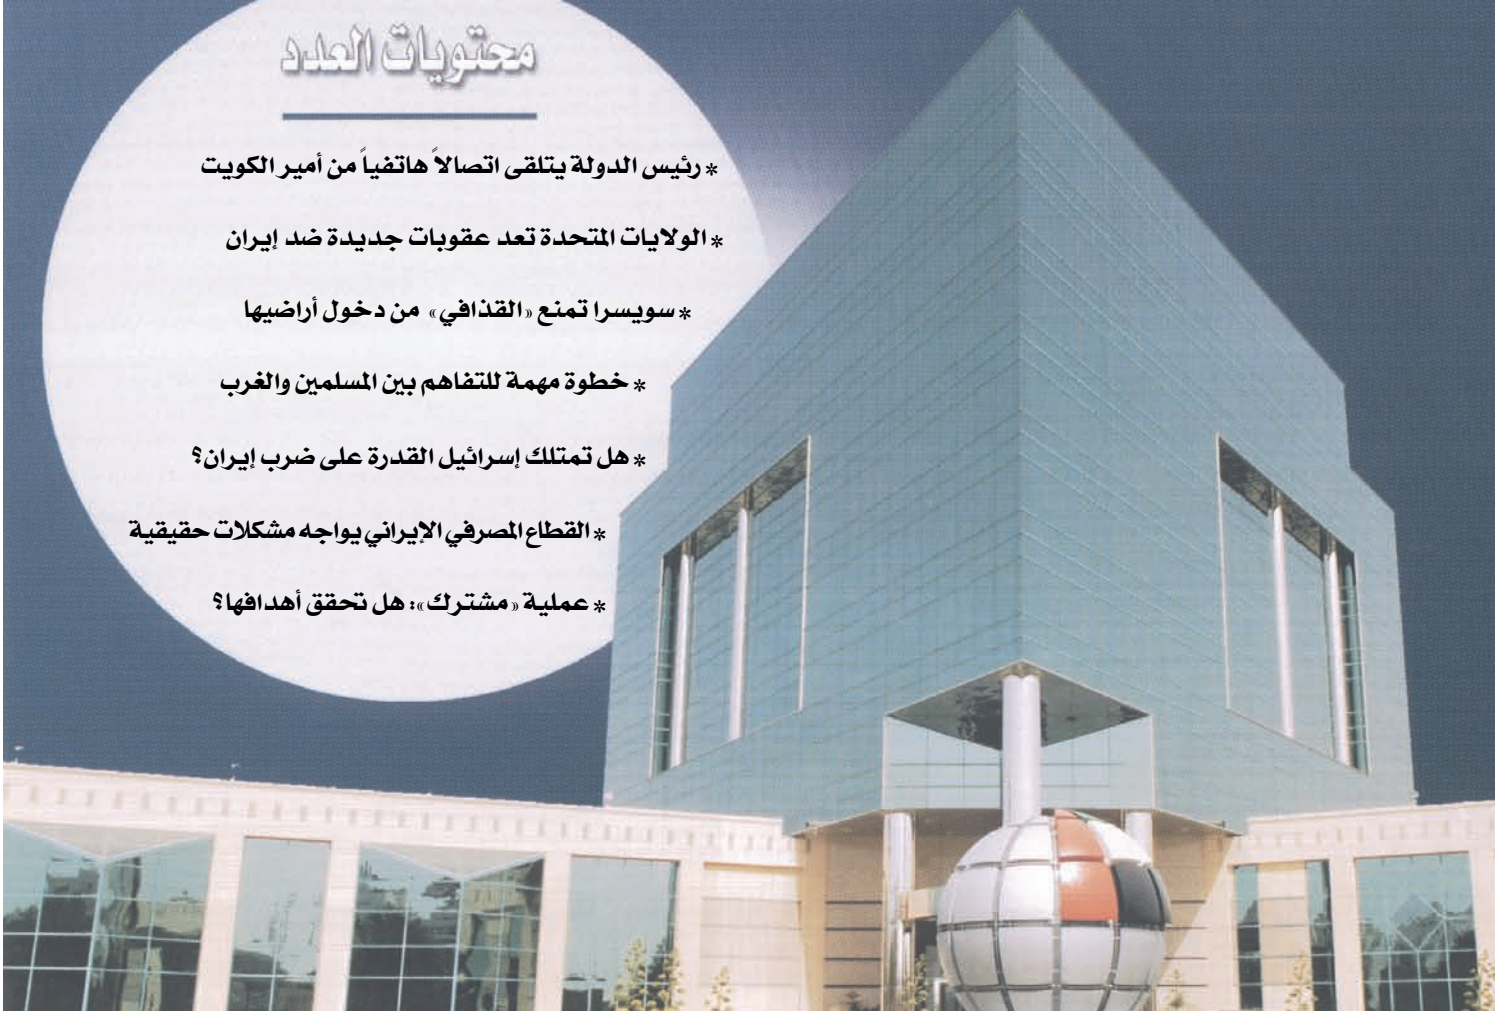 محتويات العدد
* رئيس الدولة يتلقى اتصالاً هاتفياً من أمير الكويت
* الولايات المتحدة تعد عقوبات جديدة ضد إيران
* سويسرا تمنع «القذافي» من دخول أراضيها
* خطوة مهمة للتفاهم بين المسلمين والغرب
* هل تمتلك إسرائيل القدرة على ضرب إيران؟
* القطاع المصرفي الإيراني يواجه مشكلات حقيقية
* عملية «مشترك»: هل تحقق أهدافها؟